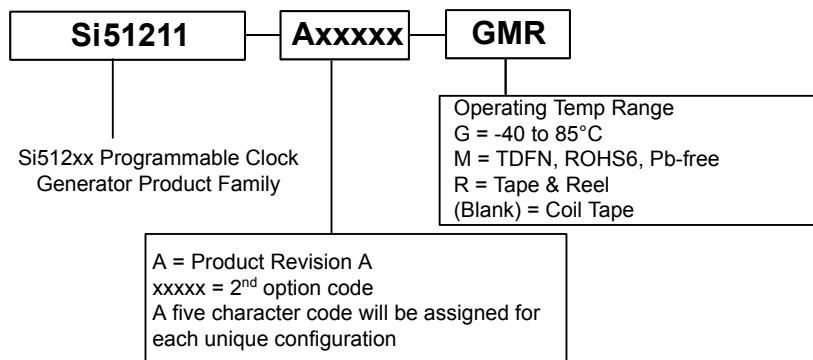 Si51211
Axxxxx
GMR
Operating Temp Range
G = -40 to 85°C
M = TDFN, ROHS6, Pb-free
R = Tape & Reel
(Blank) = Coil Tape
Si512xx Programmable Clock
Generator Product Family
A = Product Revision A
xxxxx = 2nd option code
A five character code will be assigned for
each unique configuration